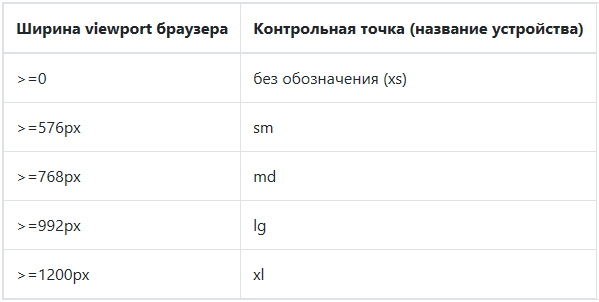 Ширина viewport браузера Контрольная точка (название устройства)
>=0 без обозначения (xs)
>=576px sm
>=768px md
>=992px lg
>=1200px xl